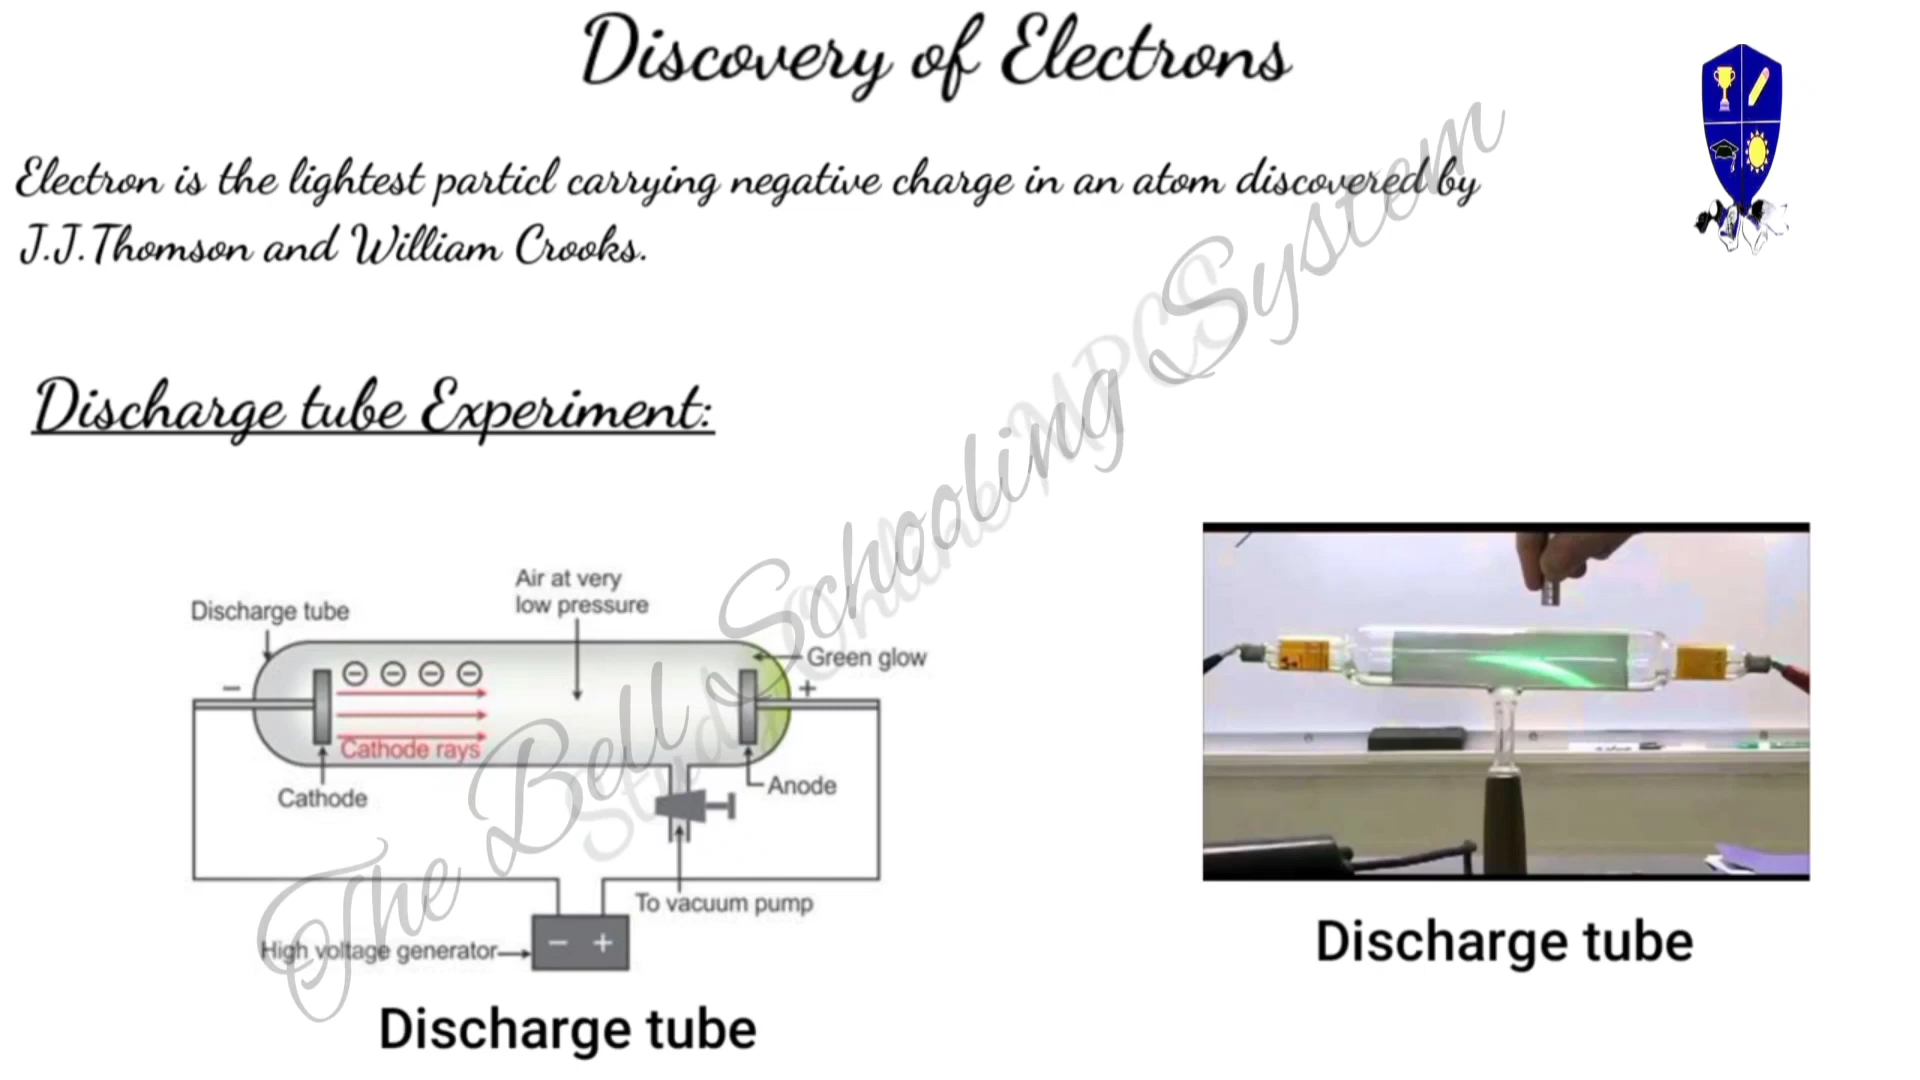 Discovery of Electrons
Electron is the lightest particl carrying negative charge in an atom discovered by
J.J.Thomson and William Crooks.
Discharge tube Experiment:
Air at very
low pressure
Discharge tube
Green glow
−
+
Cathode rays
Cathode
Anode
To vacuum pump
High voltage generator
− +
Discharge tube
Discharge tube
The Bell Schooling System